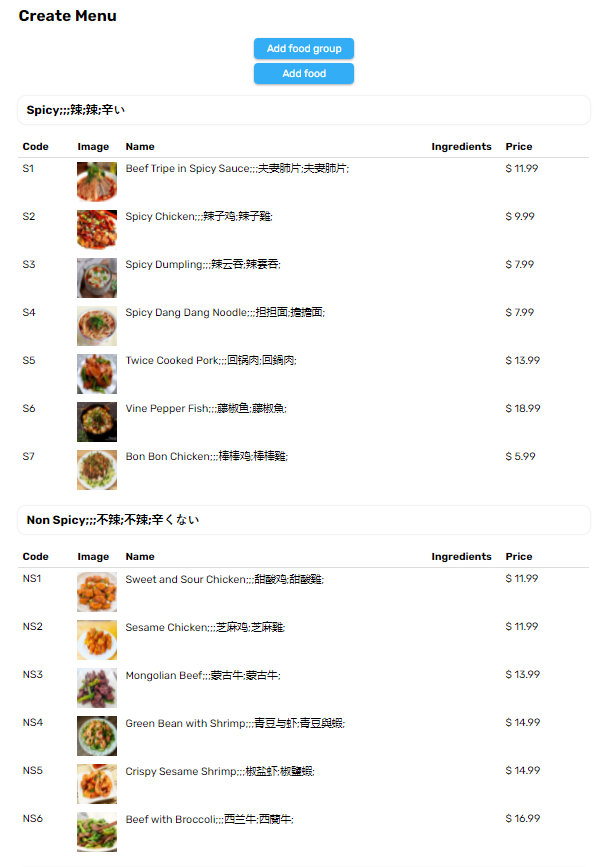 Create Menu
Add food group
Add food
Spicy;;;辣;辣;辛い
Code Image Name Ingredients Price
S1 Beef Tripe in Spicy Sauce;;;夫妻肺片;夫妻肺片; $ 11.99
S2 Spicy Chicken;;;辣子鸡;辣子雞; $ 9.99
S3 Spicy Dumpling;;;辣云吞;辣雲吞; $ 7.99
S4 Spicy Dang Dang Noodle;;;担担面;擔擔面; $ 7.99
S5 Twice Cooked Pork;;;回锅肉;回鍋肉; $ 13.99
S6 Vine Pepper Fish;;;藤椒鱼;藤椒魚; $ 18.99
S7 Bon Bon Chicken;;;棒棒鸡;棒棒雞; $ 5.99
Non Spicy;;;不辣;不辣;辛くない
Code Image Name Ingredients Price
NS1 Sweet and Sour Chicken;;;甜酸鸡;甜酸雞; $ 11.99
NS2 Sesame Chicken;;;芝麻鸡;芝麻雞; $ 11.99
NS3 Mongolian Beef;;;蒙古牛;蒙古牛; $ 13.99
NS4 Green Bean with Shrimp;;;青豆与虾;青豆與蝦; $ 14.99
NS5 Crispy Sesame Shrimp;;;椒盐虾;椒鹽蝦; $ 14.99
NS6 Beef with Broccoli;;;西兰牛;西蘭牛; $ 16.99